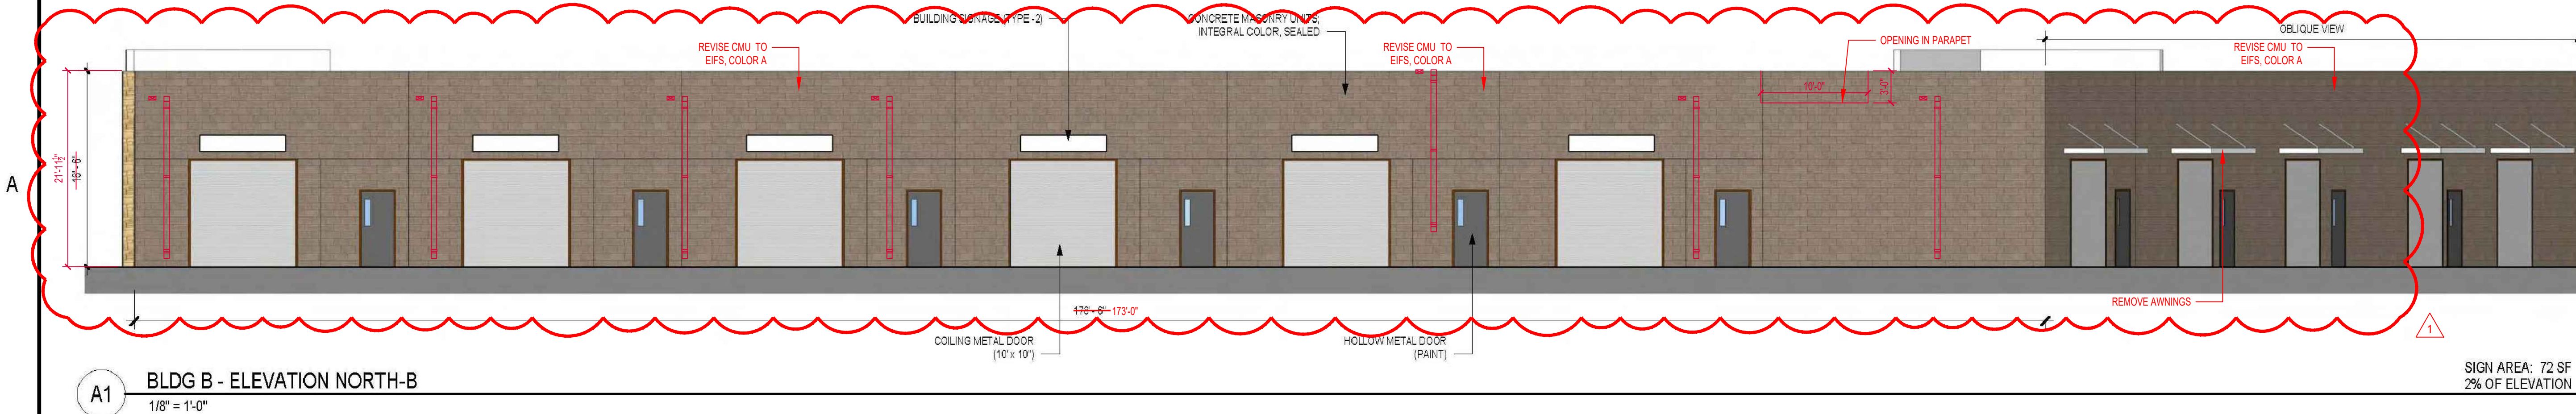 BUILDING SIGNAGE (TYPE -2)
CONCRETE MASONRY UNITS,
INTEGRAL COLOR, SEALED
OBLIQUE VIEW
REVISE CMU TO
EIFS, COLOR A
REVISE CMU TO
EIFS, COLOR A
OPENING IN PARAPET
REVISE CMU TO
EIFS, COLOR A
10'-0"
3'-0"
21'-11½"
18' - 6"
A
REMOVE AWNINGS
178' - 6" 173'-0"
1
COILING METAL DOOR
(10' x 10")
HOLLOW METAL DOOR
(PAINT)
A1
BLDG B - ELEVATION NORTH-B
1/8" = 1'-0"
SIGN AREA: 72 SF
2% OF ELEVATION